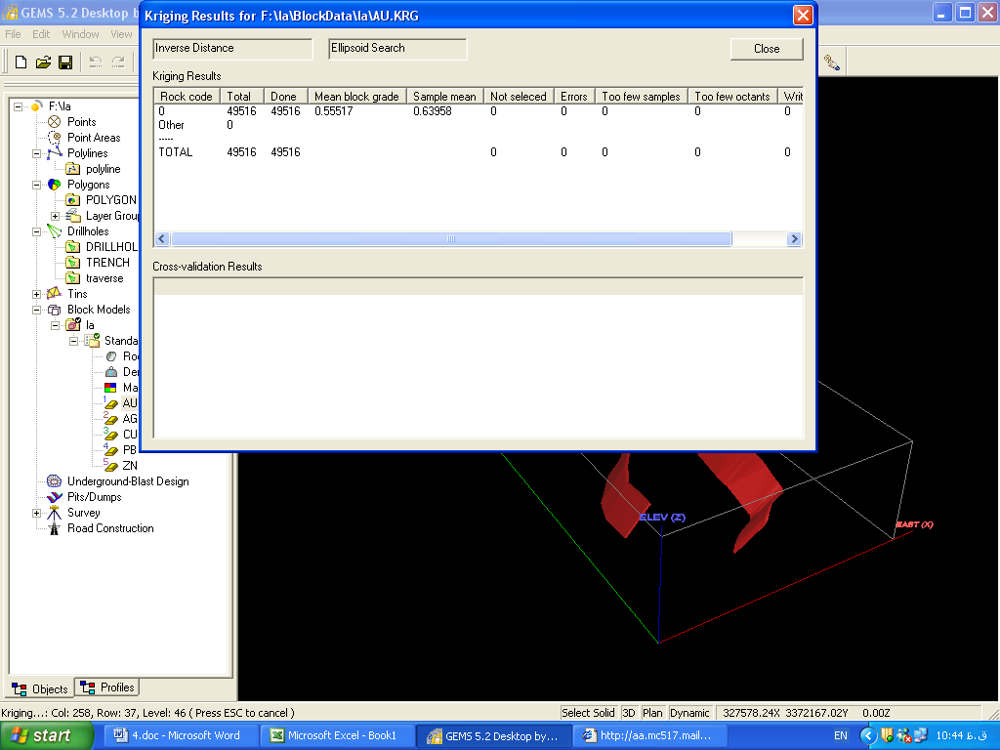 GEMS 5.2 Desktop b
Kriging Results for F:\Ia\BlockData\Ia\AU.KRG
File Edit Window View
Inverse Distance
Ellipsoid Search
Close
Kriging Results
Rock code Total Done Mean block grade Sample mean Not seleced Errors Too few samples Too few octants Writ
0 49516 49516 0.55517 0.63958 0 0 0 0 0
Other 0
-----
TOTAL 49516 49516 0 0 0 0 0
Cross-validation Results
F:\Ia
Points
Point Areas
Polylines
polyline
Polygons
POLYGON
Layer Grou
Drillholes
DRILLHOL
TRENCH
traverse
Tins
Block Models
Ia
Standa
Ro
De
Ma
1 AU
2 AG
3 CU
4 PB
5 ZN
Underground-Blast Design
Pits/Dumps
Survey
Road Construction
ELEV (Z)
EAST (X)
Objects Profiles
Kriging...: Col: 258, Row: 37, Level: 46 ( Press ESC to cancel )
Select Solid 3D Plan Dynamic 327578.24X 3372167.02Y 0.00Z
start
4.doc - Microsoft Word
Microsoft Excel - Book1
GEMS 5.2 Desktop by...
http://aa.mc517.mail...
EN
10:44 ق.ظ